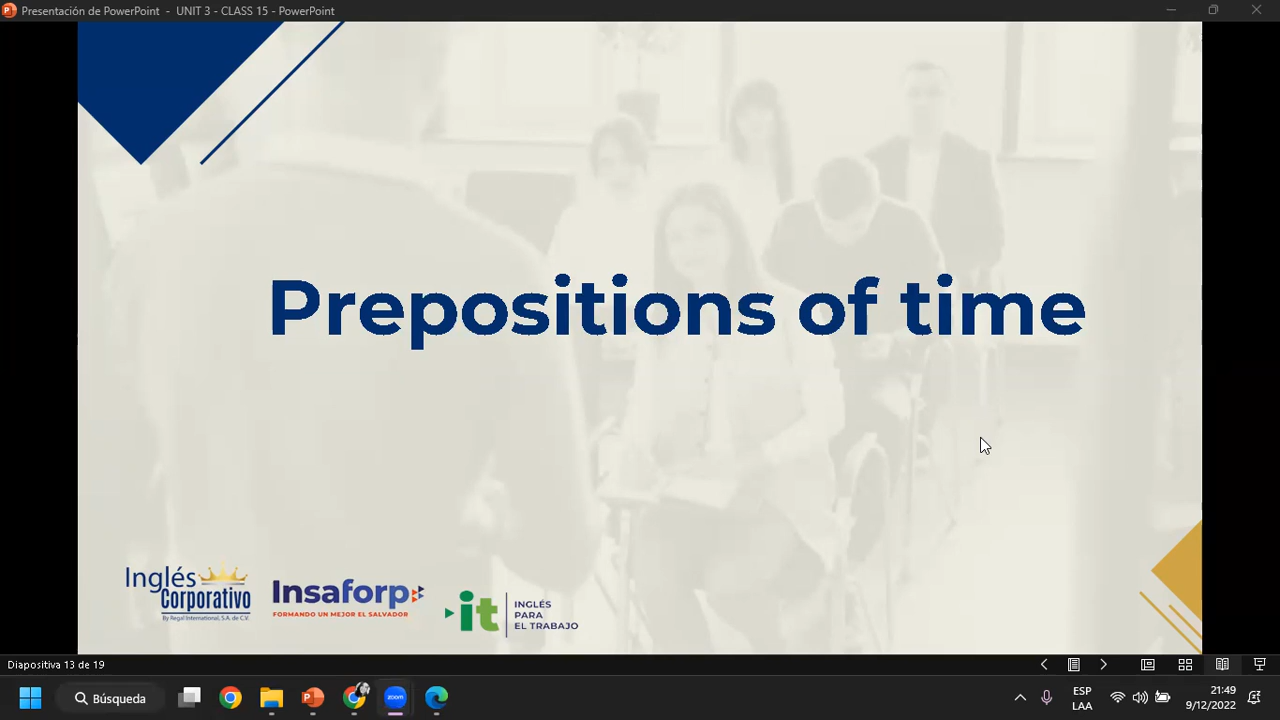 Presentación de PowerPoint - UNIT 3 - CLASS 15 - PowerPoint
Prepositions of time
Inglés
Corporativo
By Regal International, S.A. de C.V.
Insaforp
FORMANDO UN MEJOR EL SALVADOR
it
INGLÉS
PARA
EL TRABAJO
Diapositiva 13 de 19
Búsqueda
zoom
ESP
LAA
21:49
9/12/2022